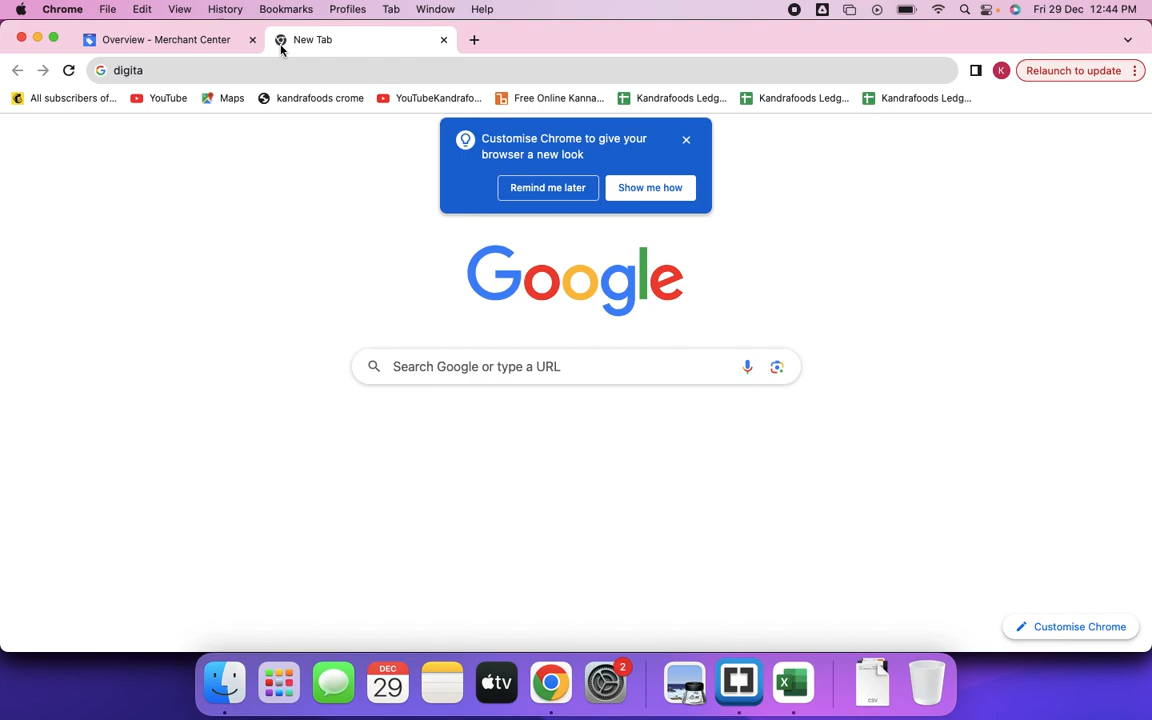 Chrome File Edit View History Bookmarks Profiles Tab Window Help Fri 29 Dec 12:44 PM
Overview - Merchant Center New Tab
digita K Relaunch to update
All subscribers of... YouTube Maps kandrafoods crome YouTubeKandrafo... Free Online Kanna... Kandrafoods Ledg... Kandrafoods Ledg... Kandrafoods Ledg...
Customise Chrome to give your
browser a new look
Remind me later Show me how
Google
Search Google or type a URL
Customise Chrome
DEC
29
tv
2
X
CSV